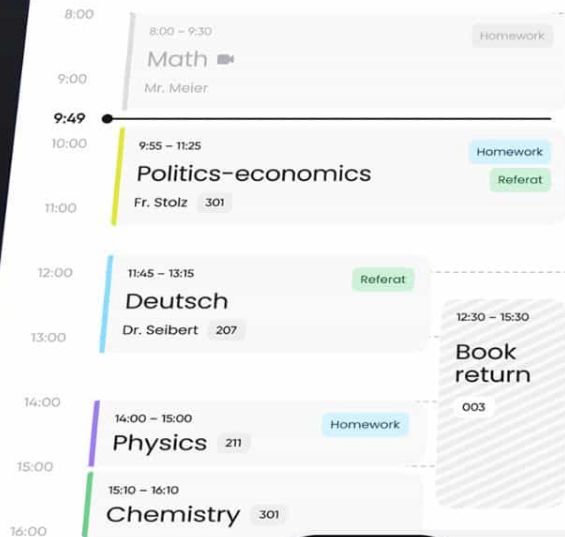 8:00
8:00 – 9:30
Homework
Math
9:00
Mr. Meier
9:49
10:00
9:55 – 11:25
Homework
Politics-economics
Referat
Fr. Stolz 301
11:00
12:00
11:45 – 13:15
Referat
Deutsch
Dr. Seibert 207
13:00
12:30 – 15:30
Book
return
003
14:00
14:00 – 15:00
Homework
Physics 211
15:00
15:10 – 16:10
Chemistry 301
16:00